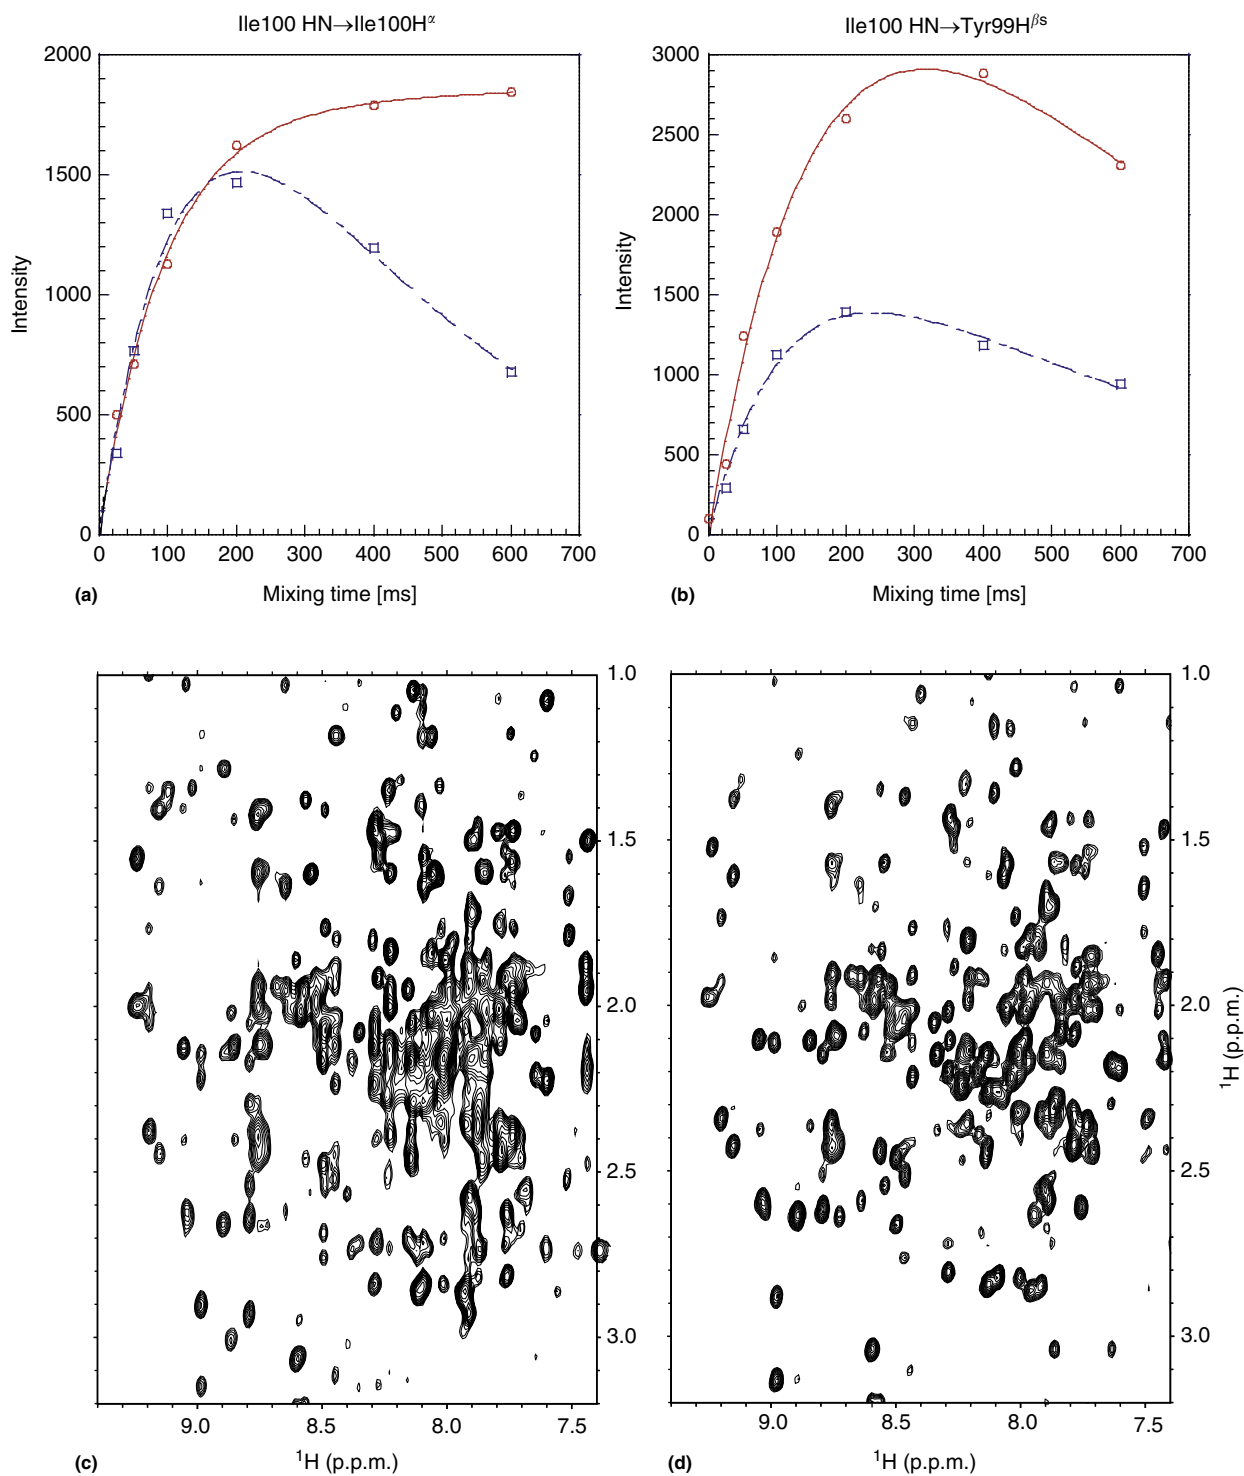 Ile100 HN→Ile100Hα
2000
1500
1000
500
0
Intensity
0 100 200 300 400 500 600 700
Mixing time [ms]
(a)
Ile100 HN→Tyr99Hβs
3000
2500
2000
1500
1000
500
0
Intensity
0 100 200 300 400 500 600 700
Mixing time [ms]
(b)
1.0
1.5
2.0
2.5
3.0
9.0 8.5 8.0 7.5
1H (p.p.m.)
(c)
1.0
1.5
2.0
2.5
3.0
1H (p.p.m.)
9.0 8.5 8.0 7.5
1H (p.p.m.)
(d)